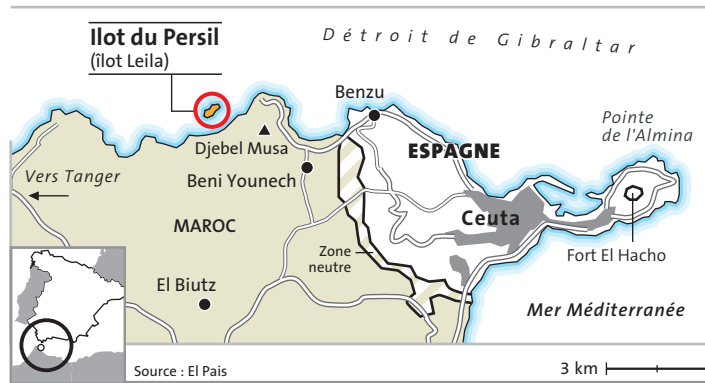 Ilot du Persil
(îlot Leila)
Détroit de Gibraltar
Benzu
Pointe
de l'Almina
ESPAGNE
Djebel Musa
Vers Tanger
Beni Younech
Ceuta
MAROC
Zone
neutre
Fort El Hacho
El Biutz
Mer Méditerranée
Source : El Pais
3 km